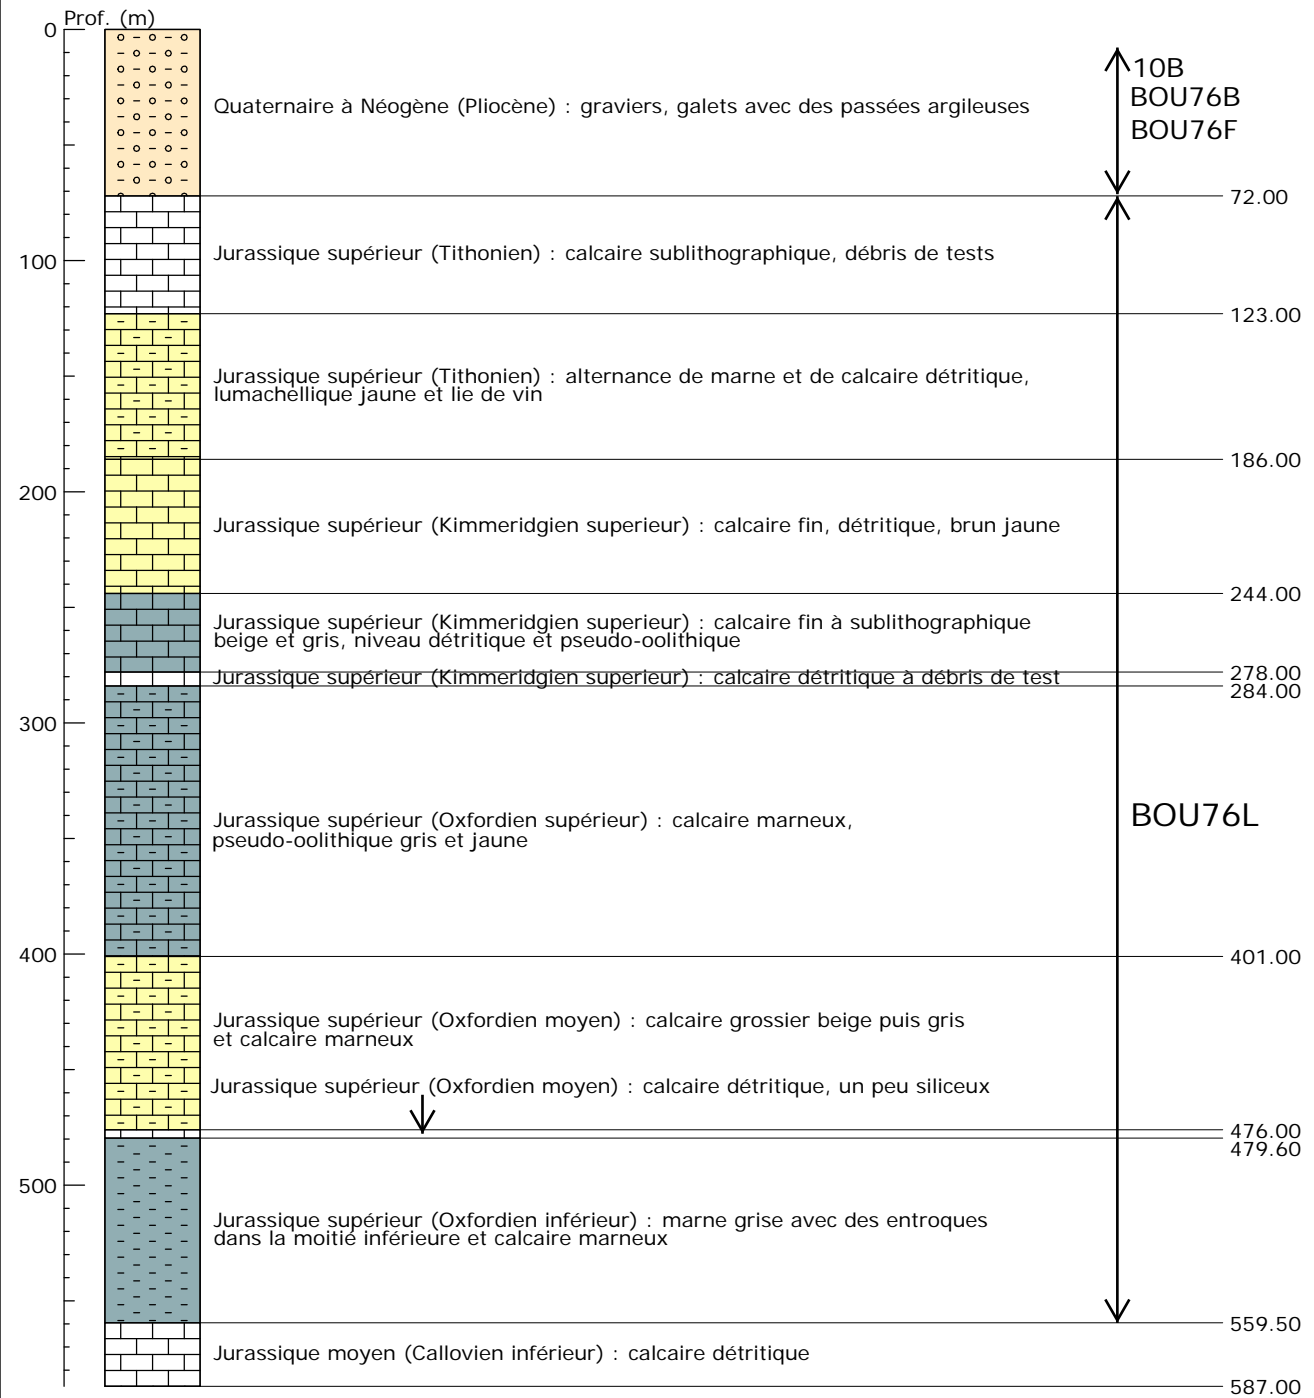 Prof. (m)
0
10B
BOU76B
Quaternaire à Néogène (Pliocène) : graviers, galets avec des passées argileuses
BOU76F
72.00
Jurassique supérieur (Tithonien) : calcaire sublithographique, débris de tests
100
123.00
Jurassique supérieur (Tithonien) : alternance de marne et de calcaire détritique,
lumachellique jaune et lie de vin
186.00
200
Jurassique supérieur (Kimmeridgien superieur) : calcaire fin, détritique, brun jaune
244.00
Jurassique supérieur (Kimmeridgien superieur) : calcaire fin à sublithographique
beige et gris, niveau détritique et pseudo-oolithique
278.00
Jurassique supérieur (Kimmeridgien superieur) : calcaire détritique à débris de test
284.00
300
BOU76L
Jurassique supérieur (Oxfordien supérieur) : calcaire marneux,
pseudo-oolithique gris et jaune
400
401.00
Jurassique supérieur (Oxfordien moyen) : calcaire grossier beige puis gris
et calcaire marneux
Jurassique supérieur (Oxfordien moyen) : calcaire détritique, un peu siliceux
476.00
479.60
500
Jurassique supérieur (Oxfordien inférieur) : marne grise avec des entroques
dans la moitié inférieure et calcaire marneux
559.50
Jurassique moyen (Callovien inférieur) : calcaire détritique
587.00